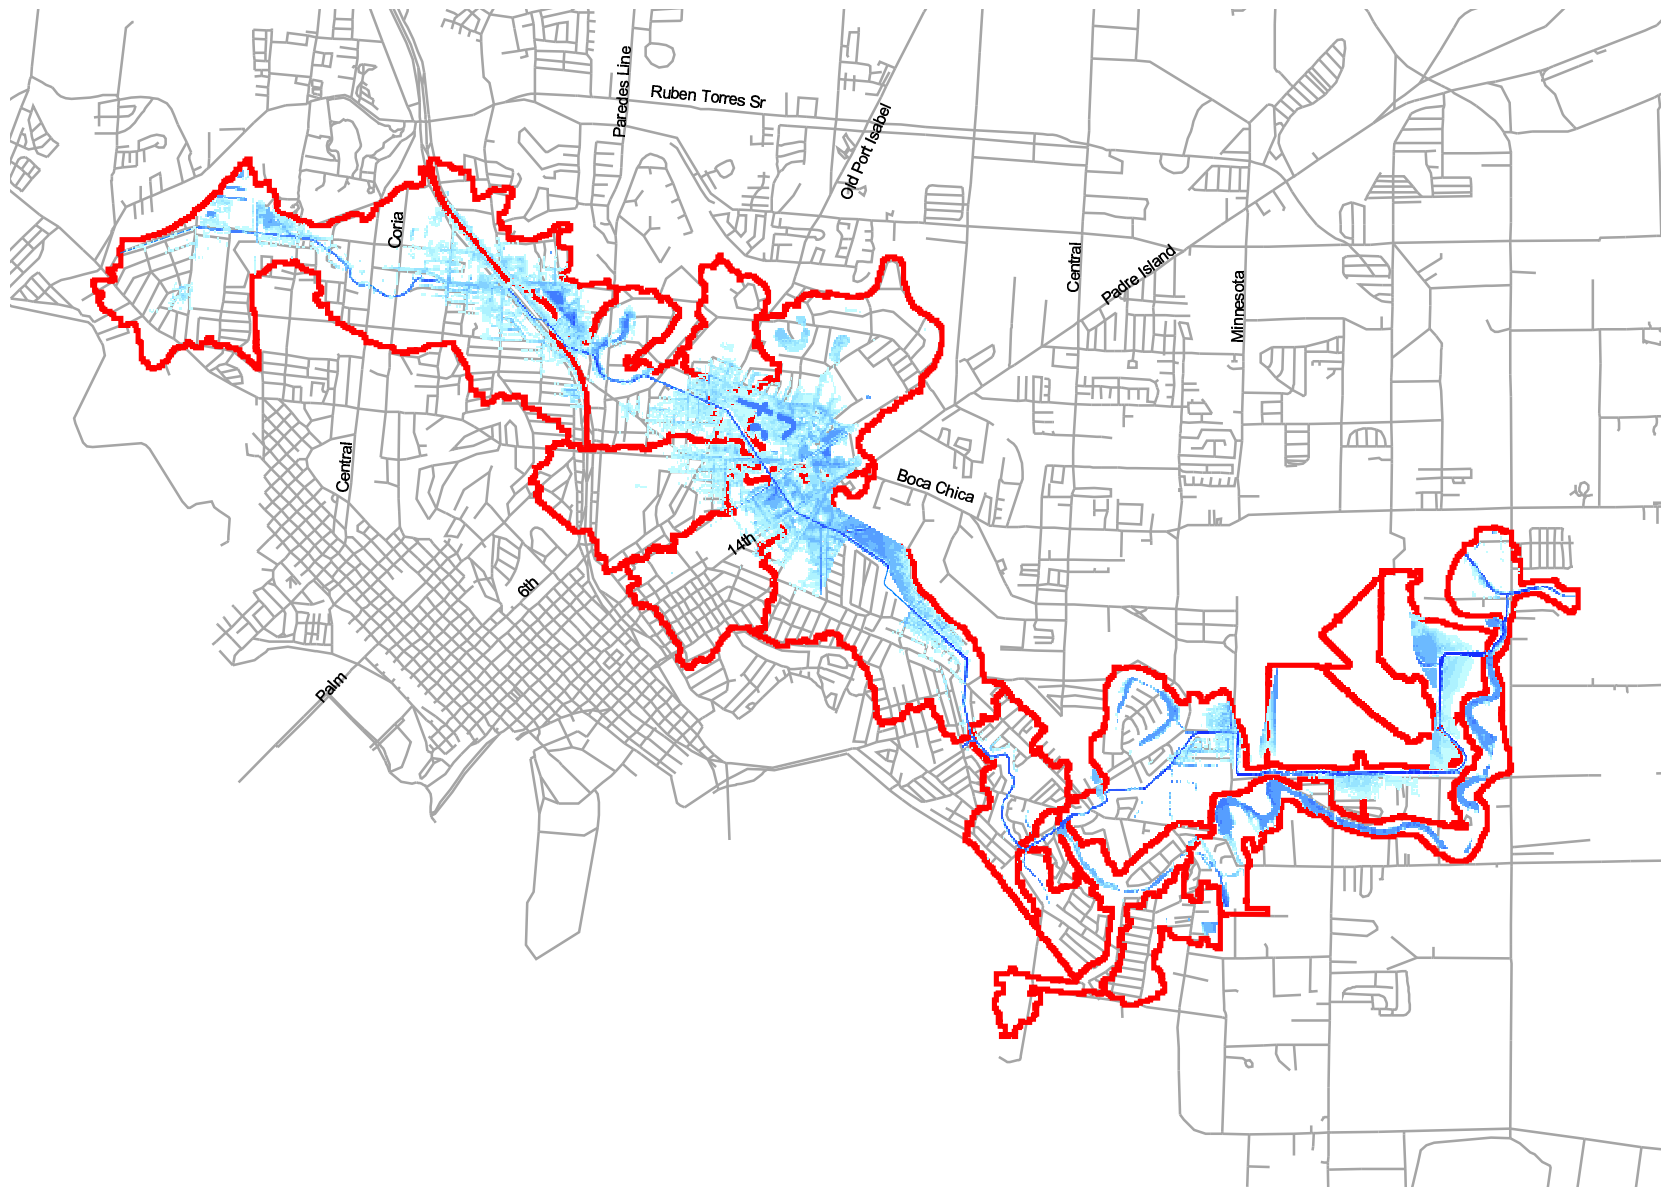 Ruben Torres Sr
Paredes Line
Old Port Isabel
Coria
Central
Padre Island
Minnesota
Central
Boca Chica
14th
6th
Palm